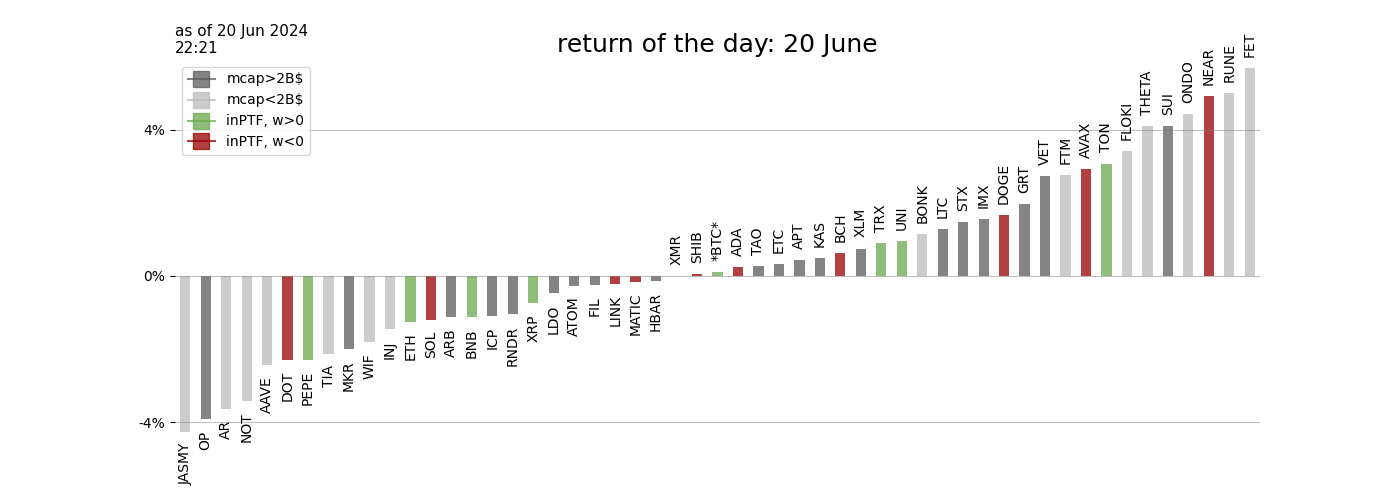 as of 20 Jun 2024
22:21
return of the day: 20 June
mcap>2B$
mcap<2B$
inPTF, w>0
inPTF, w<0
4%
0%
-4%
JASMY
OP
AR
NOT
AAVE
DOT
PEPE
TIA
MKR
WIF
INJ
ETH
SOL
ARB
BNB
ICP
RNDR
XRP
LDO
ATOM
FIL
LINK
MATIC
HBAR
XMR
SHIB
*BTC*
ADA
TAO
ETC
APT
KAS
BCH
XLM
TRX
UNI
BONK
LTC
STX
IMX
DOGE
GRT
VET
FTM
AVAX
TON
FLOKI
THETA
SUI
ONDO
NEAR
RUNE
FET